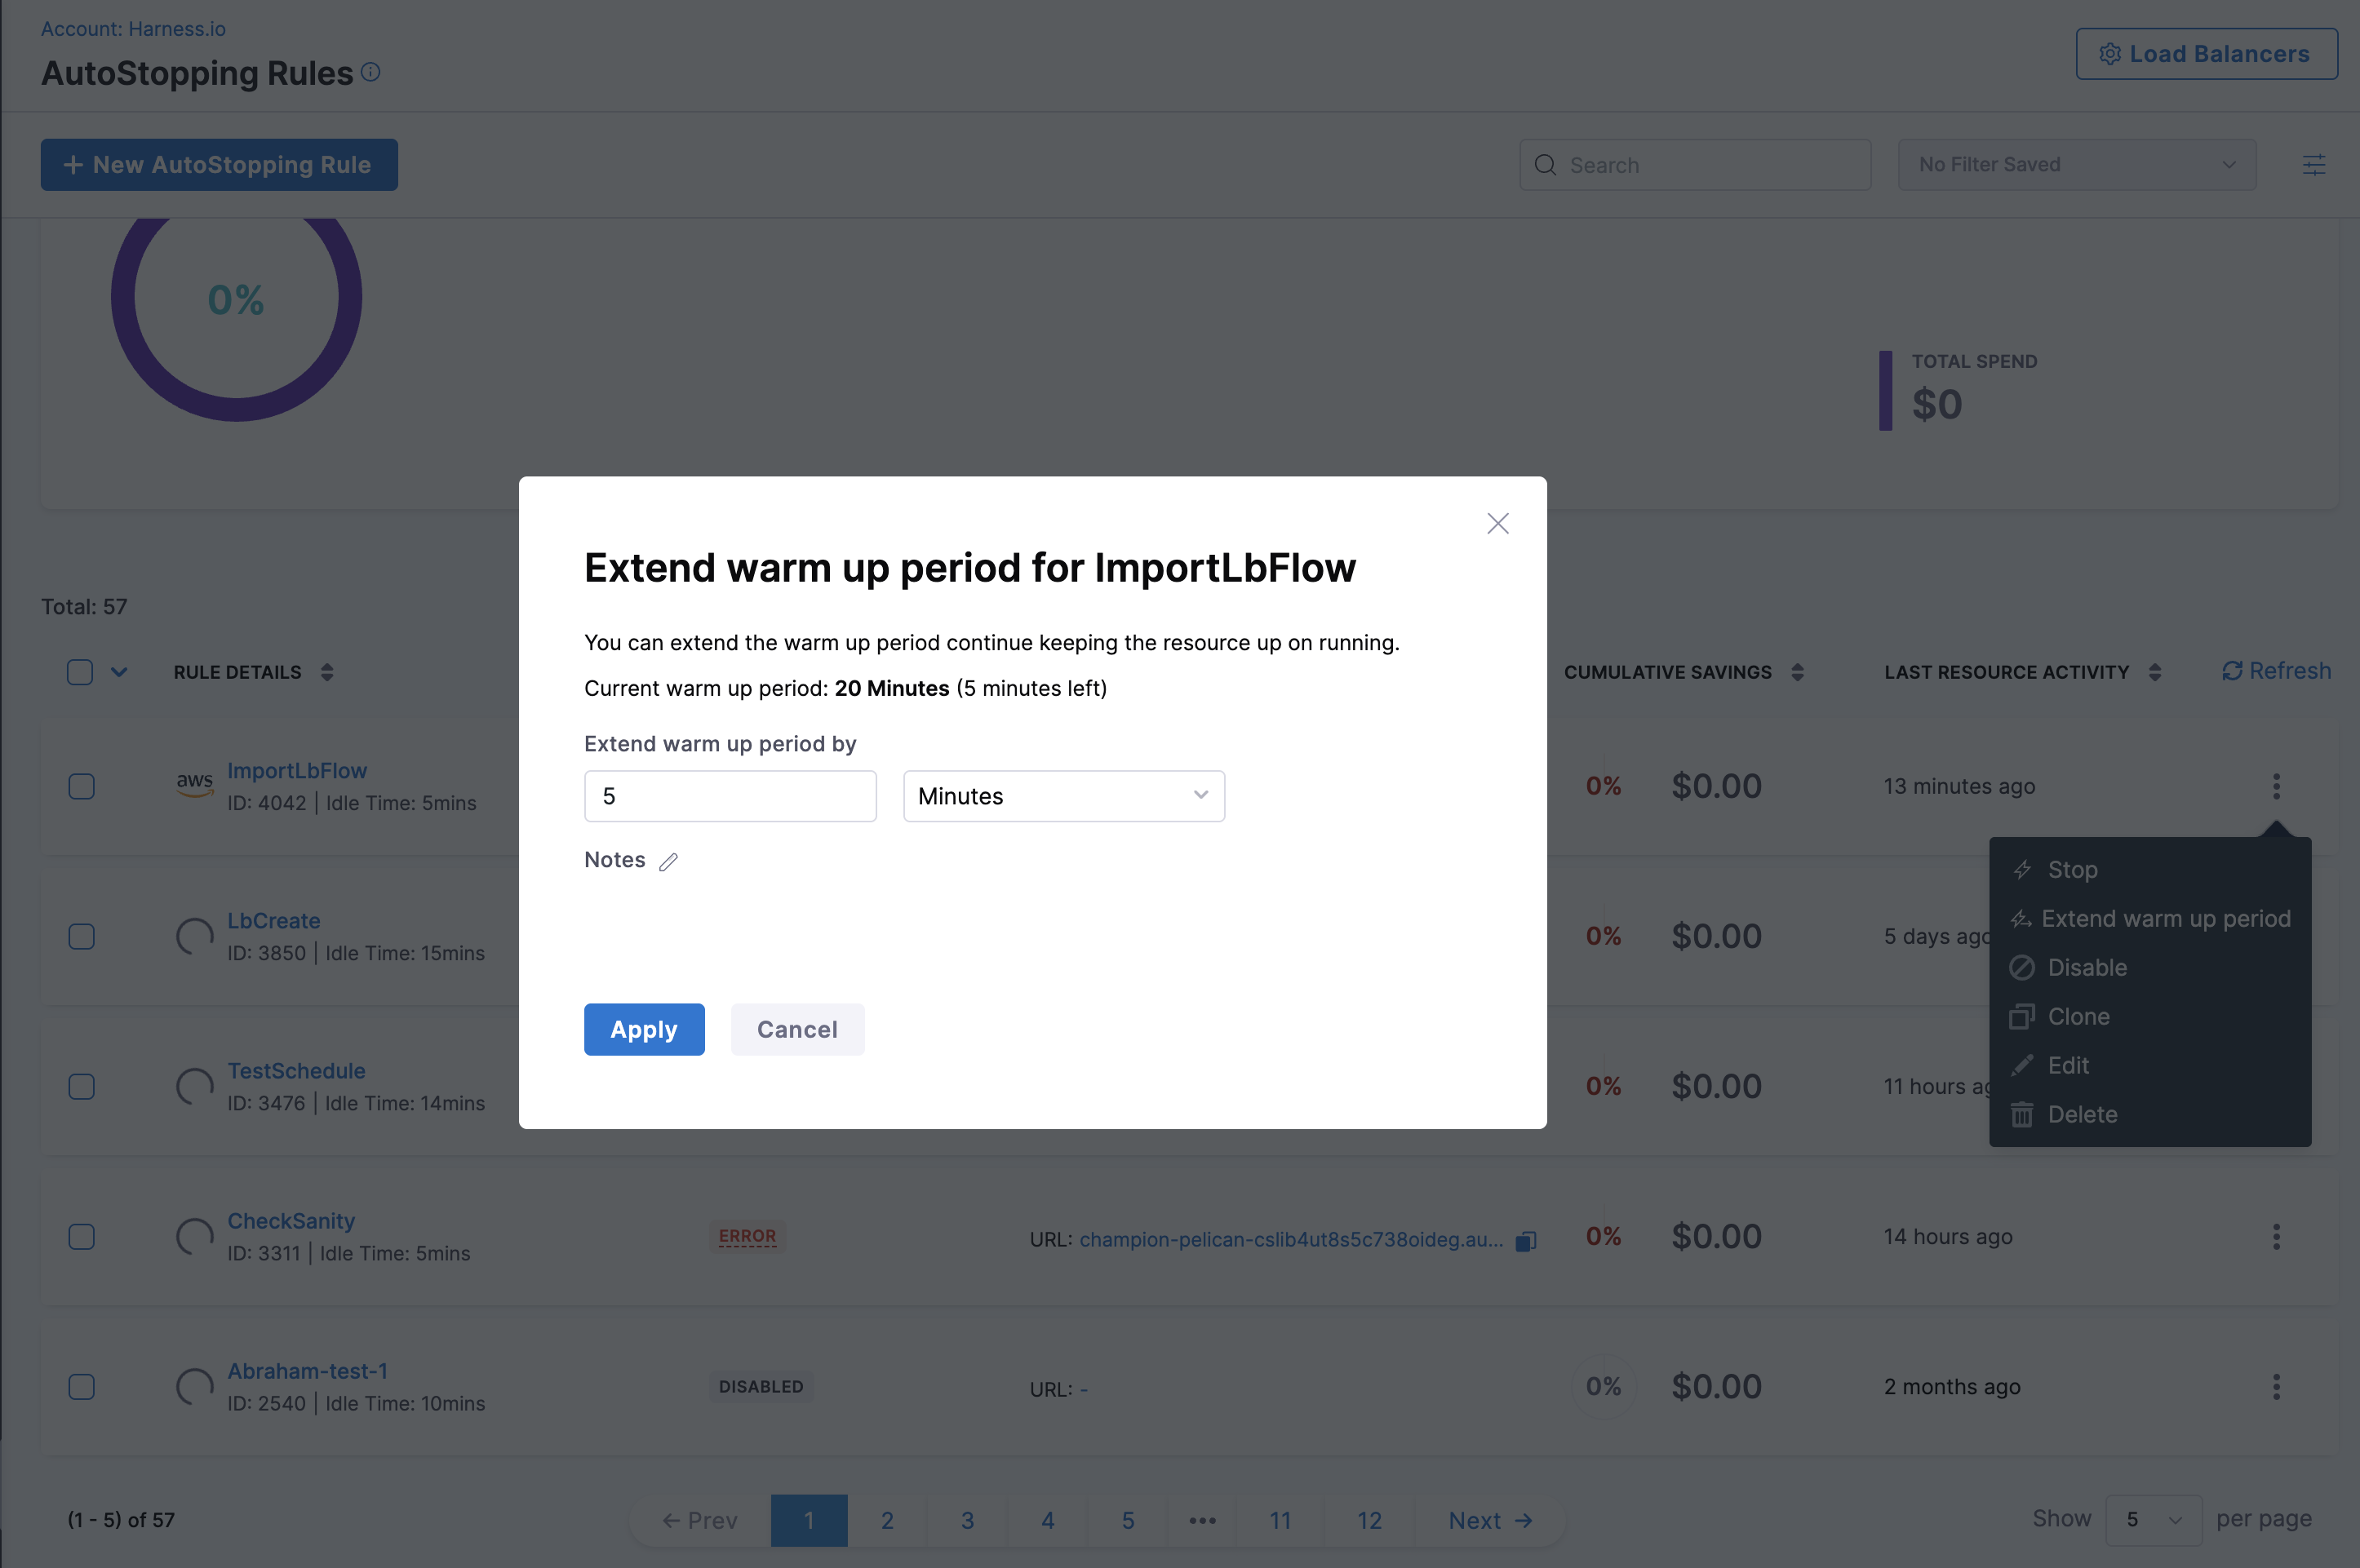 Account: Harness.io
AutoStopping Rules
Load Balancers
New AutoStopping Rule
Search
No Filter Saved
0%
TOTAL SPEND
$0
Extend warm up period for ImportLbFlow
You can extend the warm up period continue keeping the resource up on running.
Current warm up period: 20 Minutes (5 minutes left)
Extend warm up period by
5
Minutes
Notes
Apply
Cancel
Total: 57
RULE DETAILS
CUMULATIVE SAVINGS
LAST RESOURCE ACTIVITY
Refresh
aws
ImportLbFlow
ID: 4042 | Idle Time: 5mins
0%
$0.00
13 minutes ago
Stop
Extend warm up period
Disable
Clone
Edit
Delete
LbCreate
ID: 3850 | Idle Time: 15mins
0%
$0.00
5 days ago
TestSchedule
ID: 3476 | Idle Time: 14mins
0%
$0.00
11 hours ag
CheckSanity
ID: 3311 | Idle Time: 5mins
ERROR
URL: champion-pelican-cslib4ut8s5c738oideg.au...
0%
$0.00
14 hours ago
Abraham-test-1
ID: 2540 | Idle Time: 10mins
DISABLED
URL: -
0%
$0.00
2 months ago
(1 - 5) of 57
← Prev 1 2 3 4 5 ••• 11 12 Next →
Show 5 per page